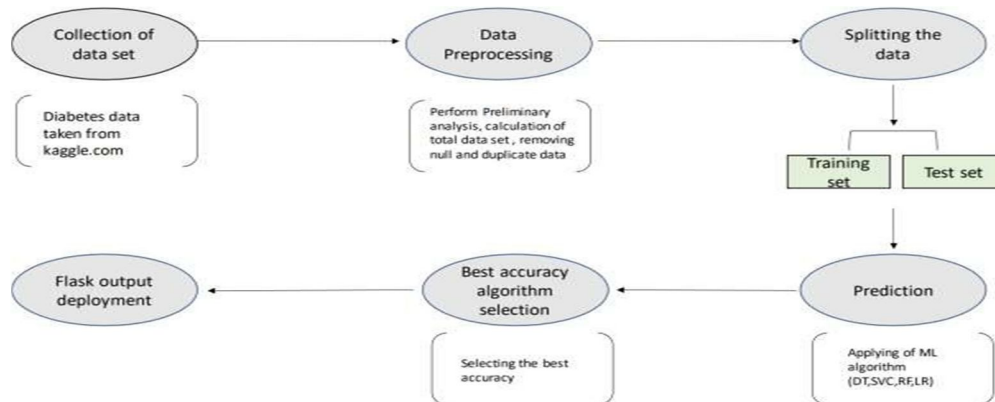 Collection of
data set
Data
Preprocessing
Splitting the
data
Diabetes data
taken from
kaggle.com
Perform Preliminary
analysis, calculation of
total data set , removing
null and duplicate data
Training
set
Test set
Flask output
deployment
Best accuracy
algorithm
selection
Prediction
Selecting the best
accuracy
Applying of ML
algorithm
(DT,SVC,RF,LR)